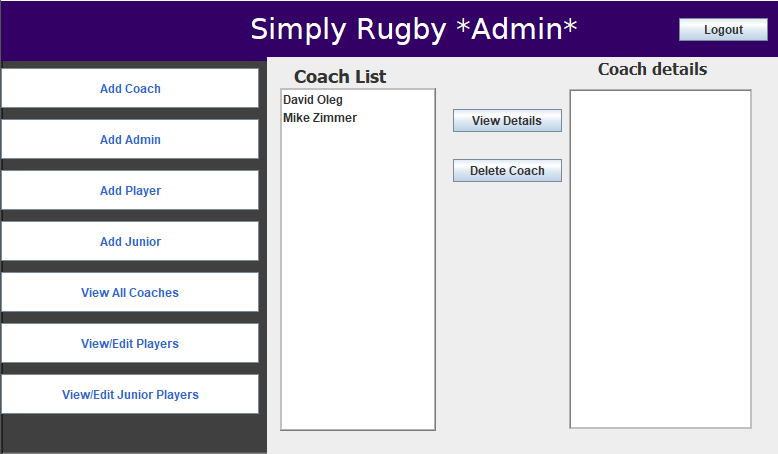 Simply Rugby *Admin*
Logout
Add Coach
Add Admin
Add Player
Add Junior
View All Coaches
View/Edit Players
View/Edit Junior Players
Coach List
David Oleg
Mike Zimmer
View Details
Delete Coach
Coach details